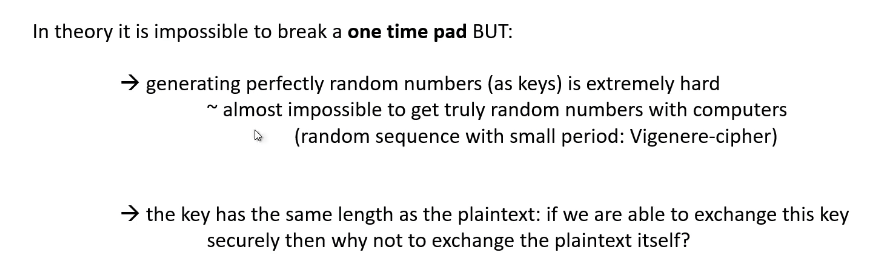 In theory it is impossible to break a one time pad BUT:
→ generating perfectly random numbers (as keys) is extremely hard
~ almost impossible to get truly random numbers with computers
(random sequence with small period: Vigenere-cipher)
→ the key has the same length as the plaintext: if we are able to exchange this key
securely then why not to exchange the plaintext itself?